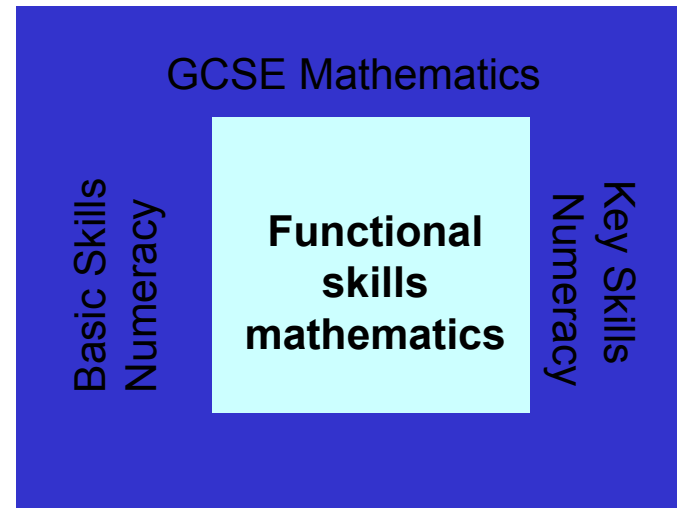 GCSE Mathematics
Basic Skills
Numeracy
Functional
skills
mathematics
Key Skills
Numeracy